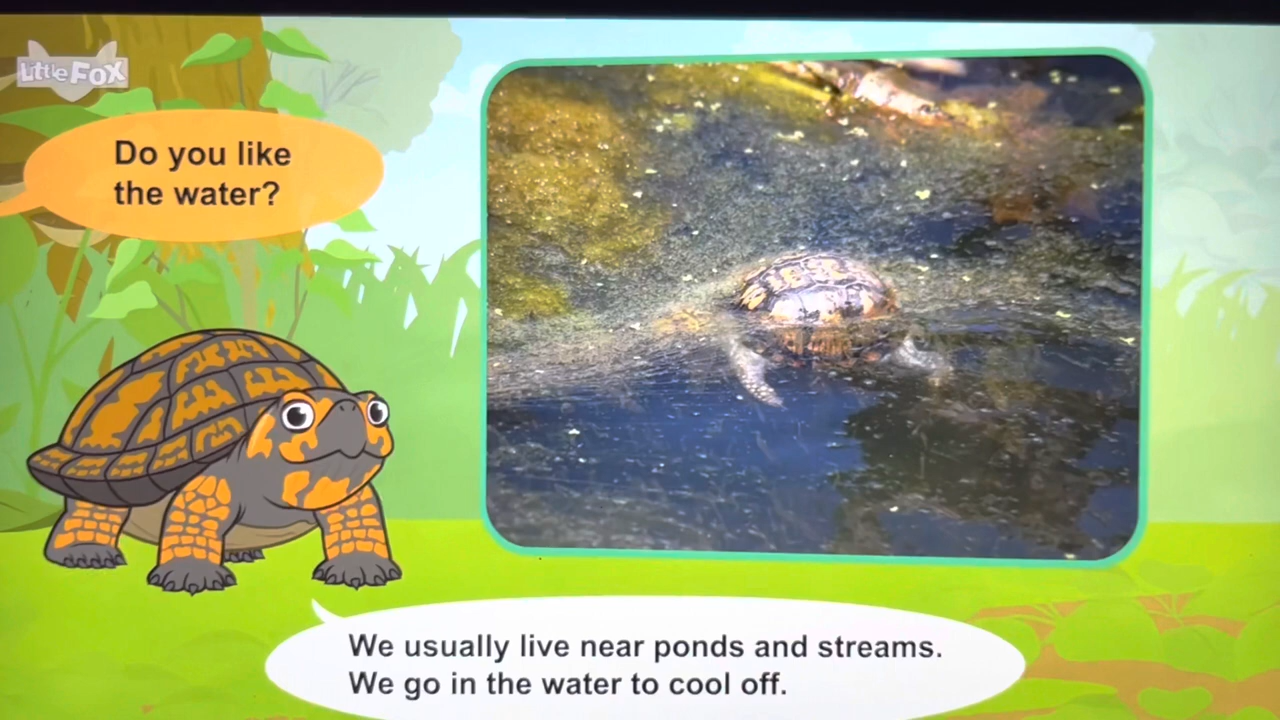 Little Fox
Do you like
the water?
We usually live near ponds and streams.
We go in the water to cool off.